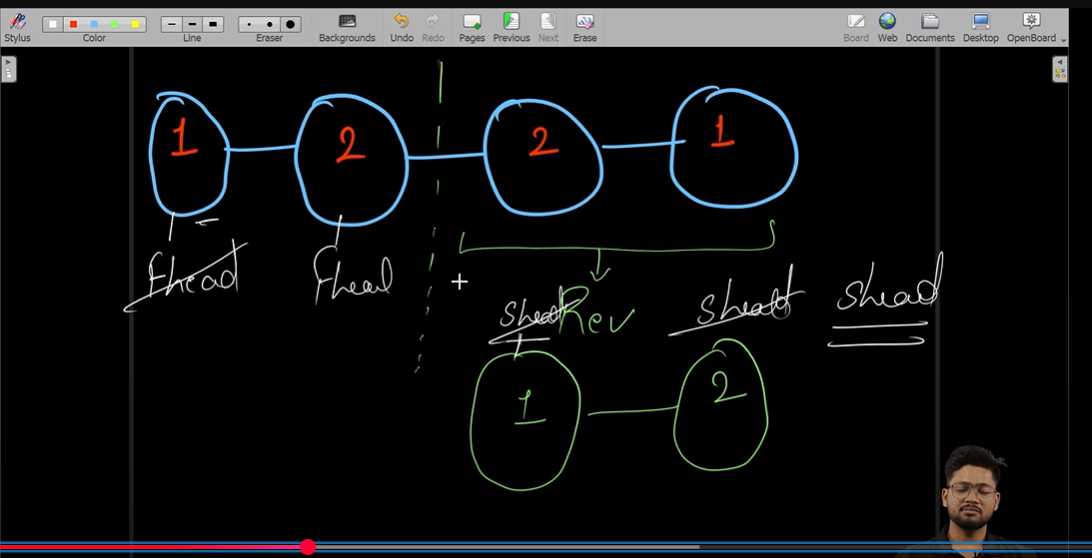 Stylus Color Line Eraser Backgrounds Undo Redo Pages Previous Next Erase Board Web Documents Desktop OpenBoard
1 2 2 1
Fhead Fhead + shead Rev shead shead
1 2